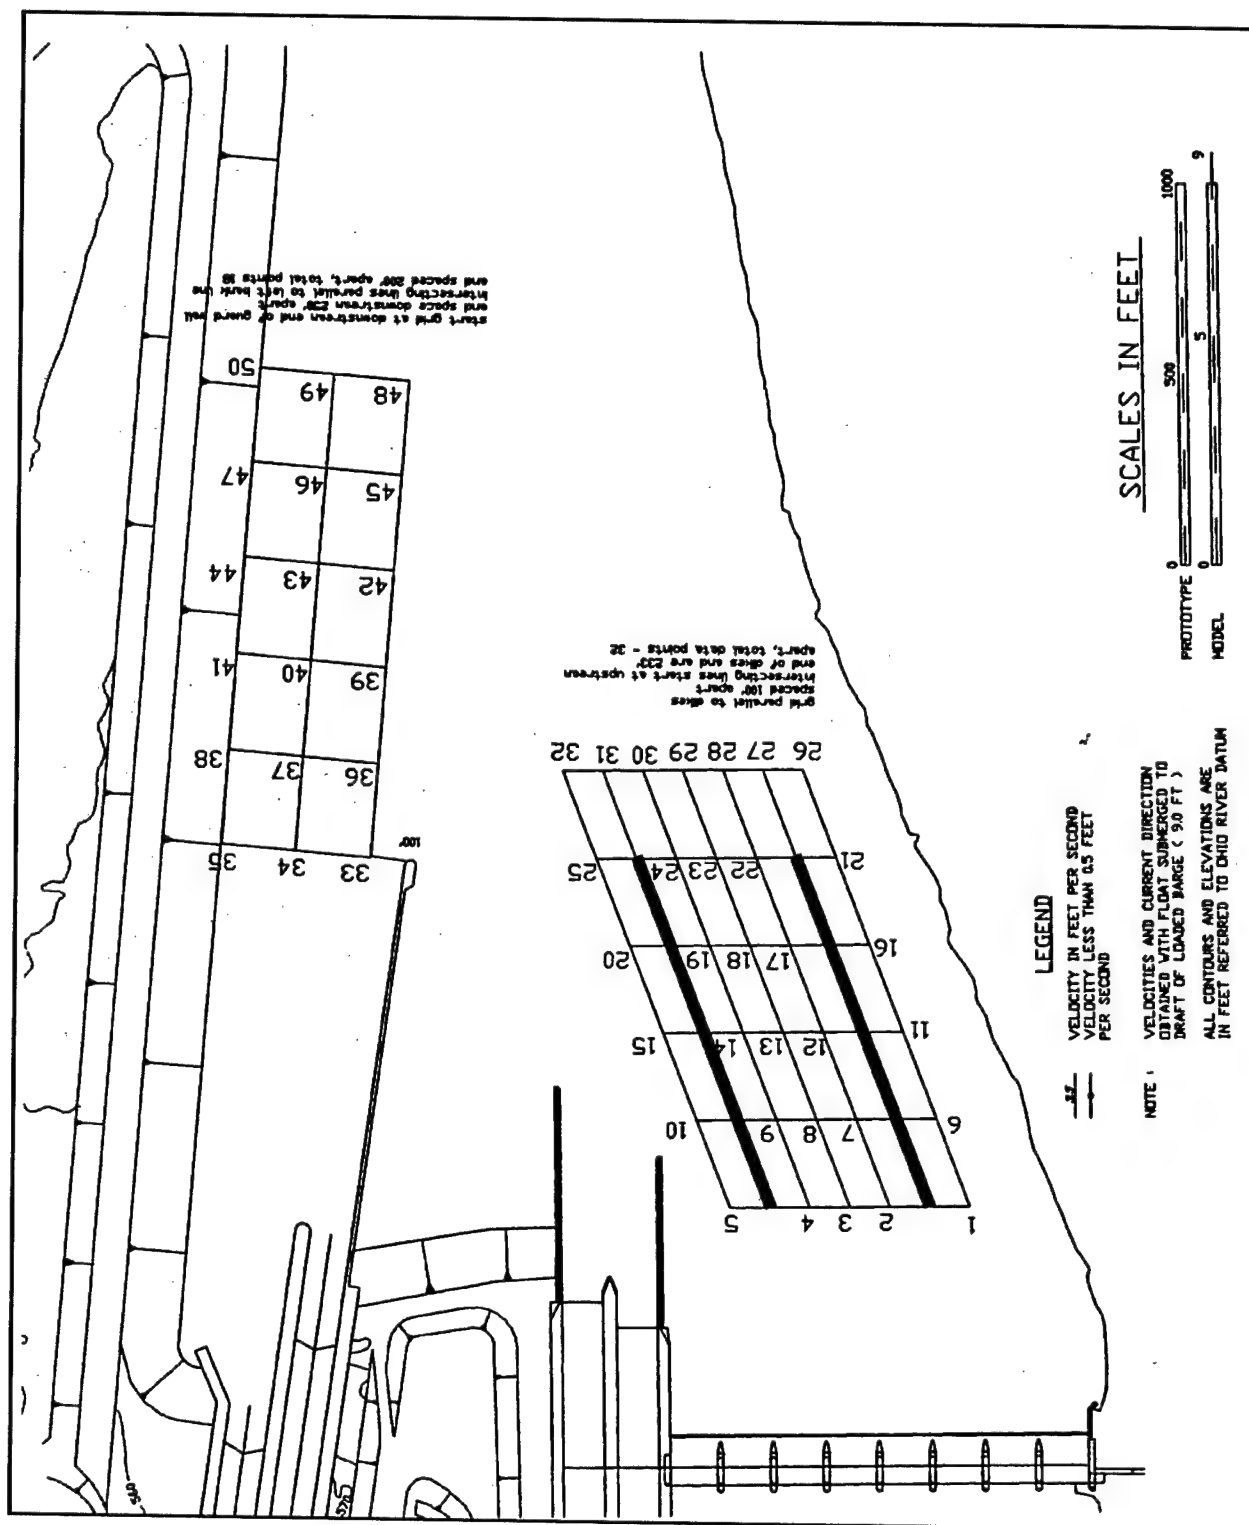 start grid at downstream end of guard wall
and space downstream 250' apart
intersecting lines parallel to left bank line
and spaced 200' apart, total points 18
50
49
48
47
46
45
44
43
42
41
40
39
38
37
36
35
34
33
100'
grid parallel to dikes
spaced 100' apart
intersecting lines start at upstream
end of dikes and are 233'
apart, total data points - 32
32
31
30
29
28
27
26
25
24
23
22
21
20
19
18
17
16
15
14
13
12
11
10
9
8
7
6
5
4
3
2
1
560
SCALES IN FEET
PROTOTYPE 0 500 1000
MODEL 0 5 9
LEGEND
VELOCITY IN FEET PER SECOND
VELOCITY LESS THAN 0.5 FEET
PER SECOND
NOTE : VELOCITIES AND CURRENT DIRECTION
OBTAINED WITH FLOAT SUBMERGED TO
DRAFT OF LOADED BARGE ( 9.0 FT )
ALL CONTOURS AND ELEVATIONS ARE
IN FEET REFERRED TO OHIO RIVER DATUM